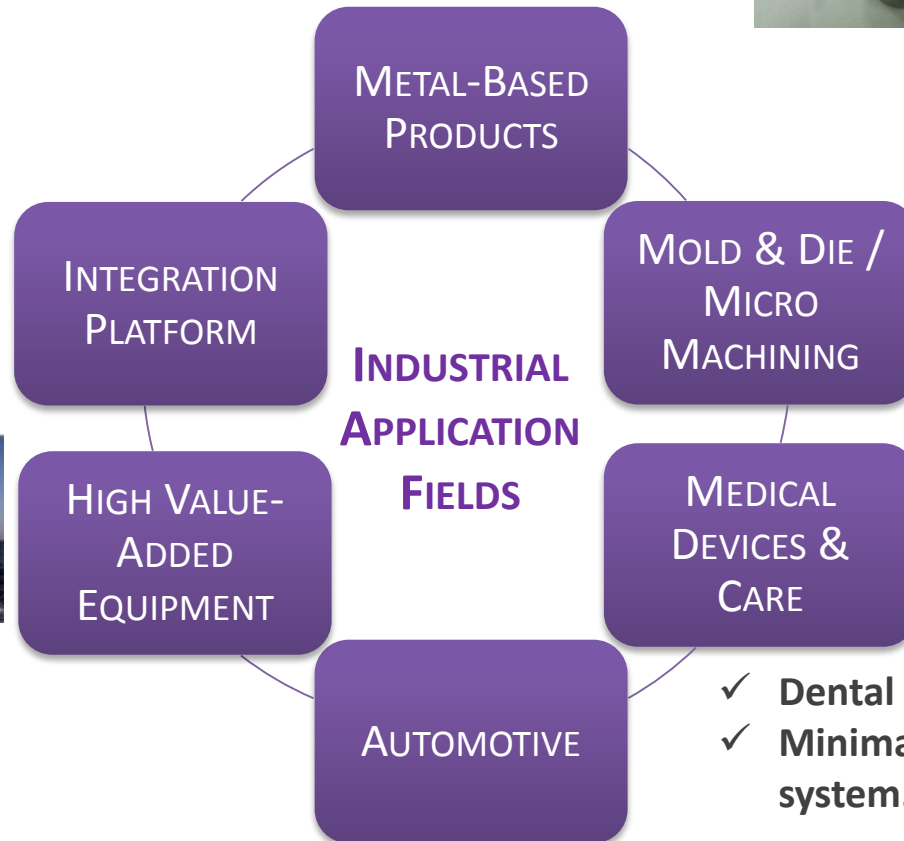 METAL-BASED
PRODUCTS
MOLD & DIE /
MICRO
MACHINING
INTEGRATION
PLATFORM
INDUSTRIAL
APPLICATION
FIELDS
HIGH VALUE-
ADDED
EQUIPMENT
MEDICAL
DEVICES &
CARE
AUTOMOTIVE
✓ Dental
✓
system